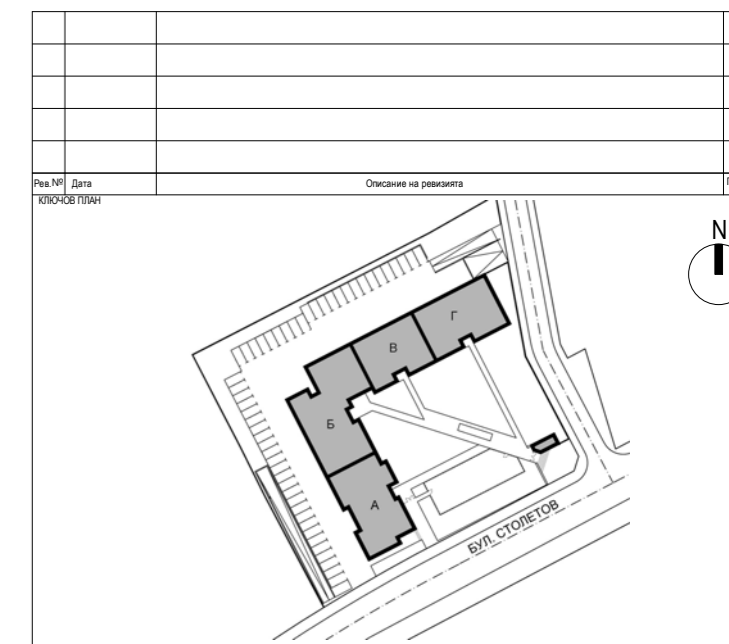 Рев.№ Дата Описание на ревизията
КЛЮЧОВ ПЛАН
N
Г
В
Б
А
БУЛ. СТОЛЕТОВ